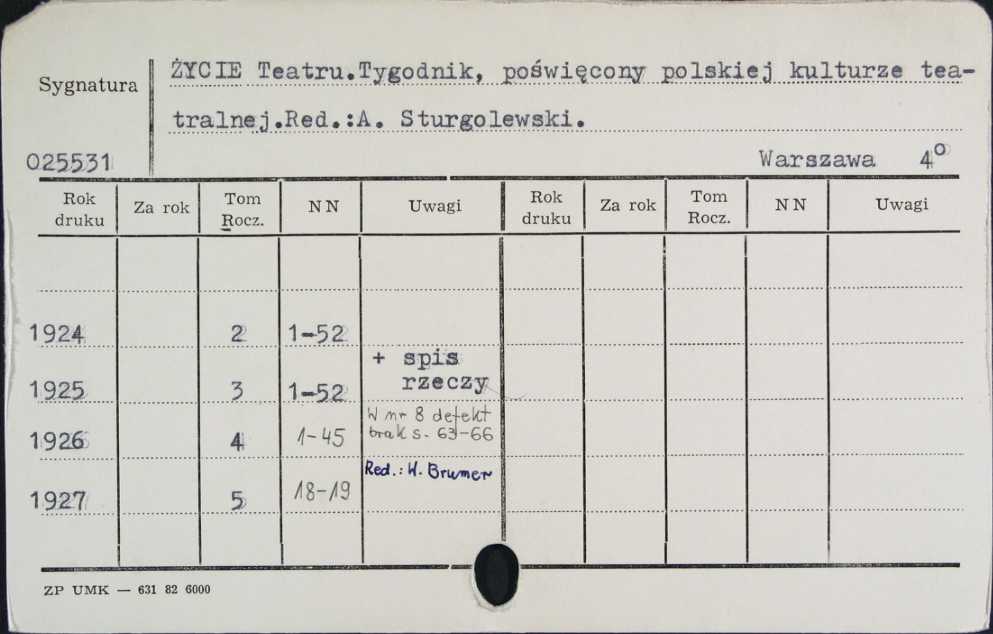 Sygnatura
ŻYCIE Teatru.Tygodnik, poświęcony polskiej kulturze tea-
tralnej.Red.:A. Sturgolewski.
025531
Warszawa 4º
Rok druku Za rok Tom Rocz. NN Uwagi Rok druku Za rok Tom Rocz. NN Uwagi
1924 2 1-52
+ spis
1925 3 1-52 rzeczy
W nr 8 defekt
1926 4 1-45 brak s. 63-66
Red.: W. Brumer
1927 5 18-19
ZP UMK — 631 82 6000